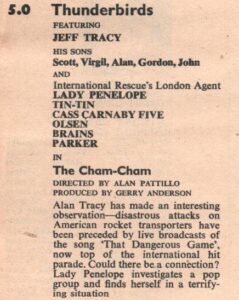 5.0 Thunderbirds
FEATURING
JEFF TRACY
HIS SONS
Scott, Virgil, Alan, Gordon, John
AND
International Rescue's London Agent
LADY PENELOPE
TIN-TIN
CASS CARNABY FIVE
OLSEN
BRAINS
PARKER
IN
The Cham-Cham
DIRECTED BY ALAN PATTILLO
PRODUCED BY GERRY ANDERSON
Alan Tracy has made an interesting
observation—disastrous attacks on
American rocket transporters have
been preceded by live broadcasts of
the song 'That Dangerous Game',
now top of the international hit
parade. Could there be a connection?
Lady Penelope investigates a pop
group and finds herself in a terrify-
ing situation